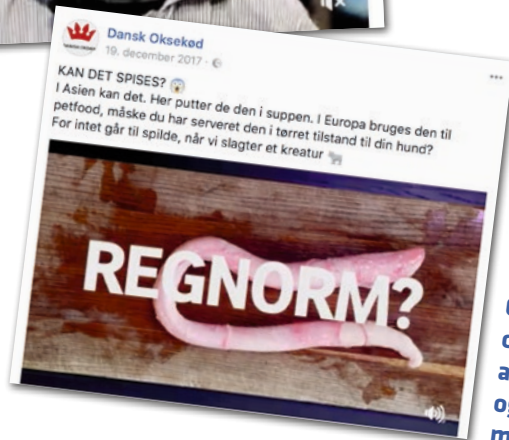 Dansk Oksekød
19. december 2017 ·
KAN DET SPISES? 😱
I Asien kan det. Her putter de den i suppen. I Europa bruges den til
petfood, måske du har serveret den i tørret tilstand til din hund?
For intet går til spilde, når vi slagter et kreatur 🐄
REGNORM?